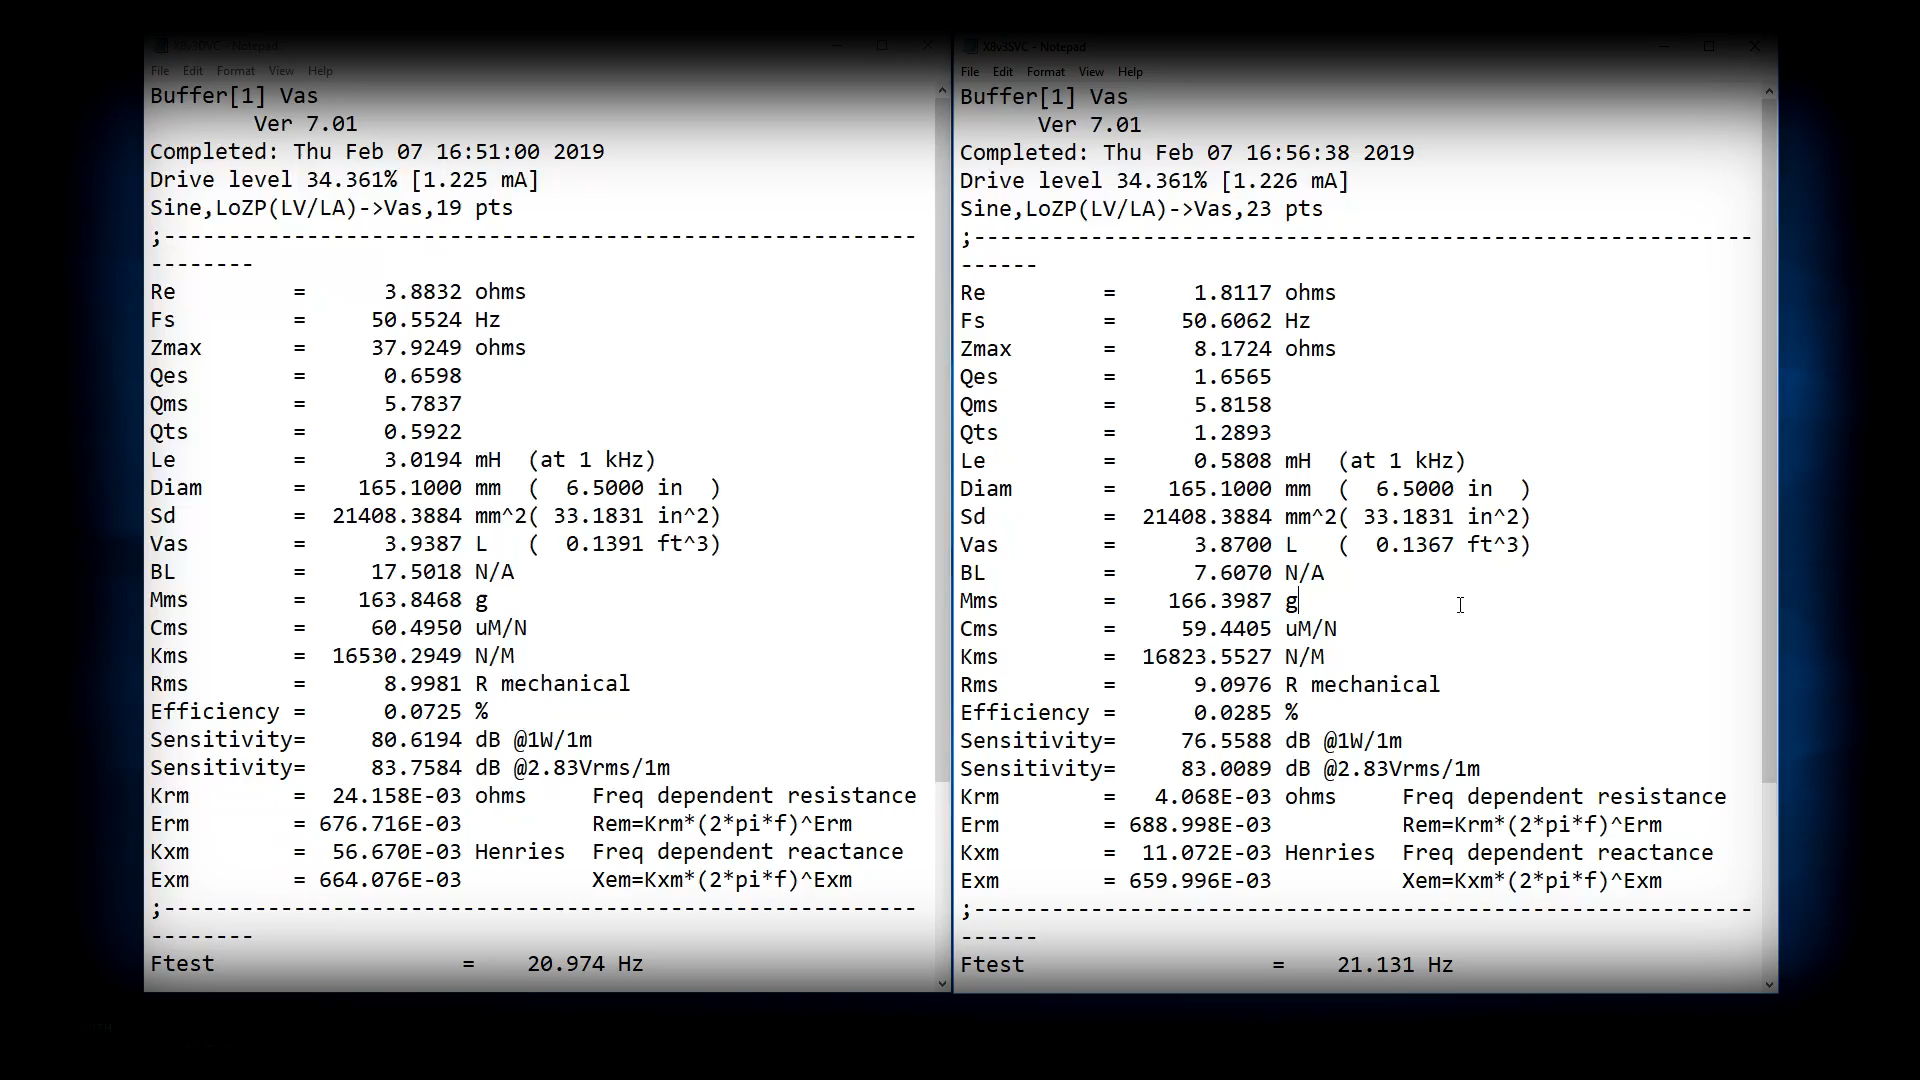 X8v3DVC - Notepad
File Edit Format View Help
Buffer[1] Vas
Ver 7.01
Completed: Thu Feb 07 16:51:00 2019
Drive level 34.361% [1.225 mA]
Sine,LoZP(LV/LA)->Vas,19 pts
;----------------------------------------------------------
--------
Re = 3.8832 ohms
Fs = 50.5524 Hz
Zmax = 37.9249 ohms
Qes = 0.6598
Qms = 5.7837
Qts = 0.5922
Le = 3.0194 mH (at 1 kHz)
Diam = 165.1000 mm ( 6.5000 in )
Sd = 21408.3884 mm^2( 33.1831 in^2)
Vas = 3.9387 L ( 0.1391 ft^3)
BL = 17.5018 N/A
Mms = 163.8468 g
Cms = 60.4950 uM/N
Kms = 16530.2949 N/M
Rms = 8.9981 R mechanical
Efficiency = 0.0725 %
Sensitivity= 80.6194 dB @1W/1m
Sensitivity= 83.7584 dB @2.83Vrms/1m
Krm = 24.158E-03 ohms Freq dependent resistance
Erm = 676.716E-03 Rem=Krm*(2*pi*f)^Erm
Kxm = 56.670E-03 Henries Freq dependent reactance
Exm = 664.076E-03 Xem=Kxm*(2*pi*f)^Exm
;----------------------------------------------------------
--------
Ftest = 20.974 Hz
X8v3SVC - Notepad
File Edit Format View Help
Buffer[1] Vas
Ver 7.01
Completed: Thu Feb 07 16:56:38 2019
Drive level 34.361% [1.226 mA]
Sine,LoZP(LV/LA)->Vas,23 pts
;------------------------------------------------------------
------
Re = 1.8117 ohms
Fs = 50.6062 Hz
Zmax = 8.1724 ohms
Qes = 1.6565
Qms = 5.8158
Qts = 1.2893
Le = 0.5808 mH (at 1 kHz)
Diam = 165.1000 mm ( 6.5000 in )
Sd = 21408.3884 mm^2( 33.1831 in^2)
Vas = 3.8700 L ( 0.1367 ft^3)
BL = 7.6070 N/A
Mms = 166.3987 g
Cms = 59.4405 uM/N
Kms = 16823.5527 N/M
Rms = 9.0976 R mechanical
Efficiency = 0.0285 %
Sensitivity= 76.5588 dB @1W/1m
Sensitivity= 83.0089 dB @2.83Vrms/1m
Krm = 4.068E-03 ohms Freq dependent resistance
Erm = 688.998E-03 Rem=Krm*(2*pi*f)^Erm
Kxm = 11.072E-03 Henries Freq dependent reactance
Exm = 659.996E-03 Xem=Kxm*(2*pi*f)^Exm
;------------------------------------------------------------
------
Ftest = 21.131 Hz